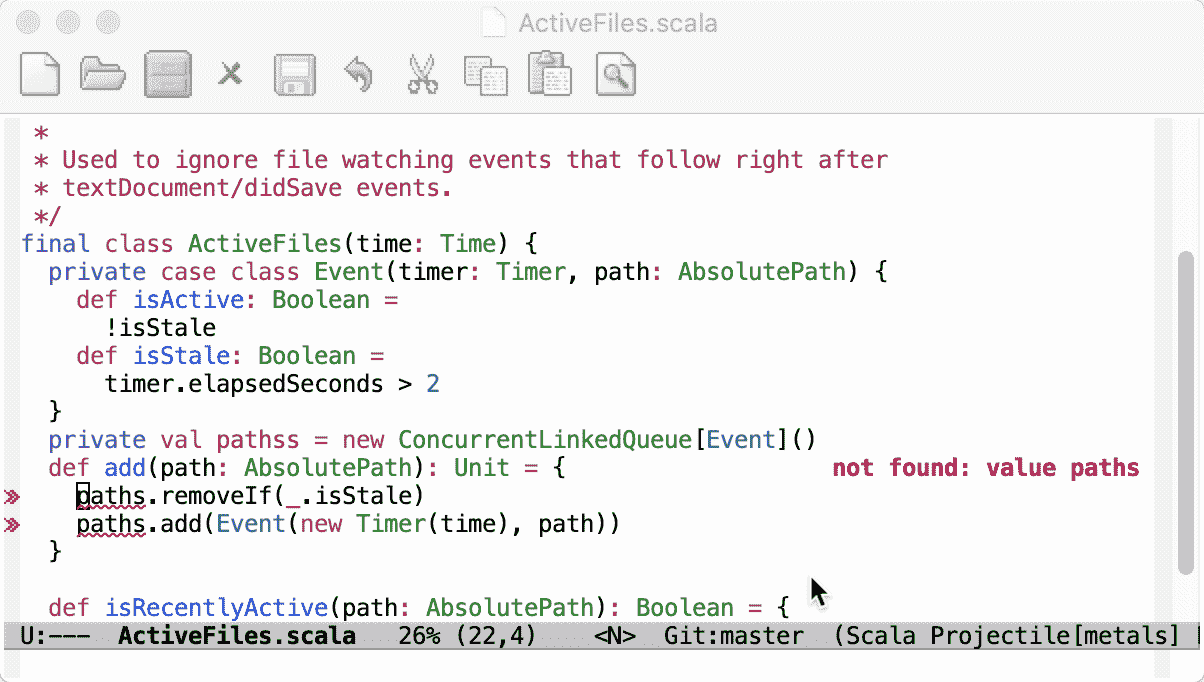 ActiveFiles.scala
*
* Used to ignore file watching events that follow right after
* textDocument/didSave events.
*/
final class ActiveFiles(time: Time) {
private case class Event(timer: Timer, path: AbsolutePath) {
def isActive: Boolean =
!isStale
def isStale: Boolean =
timer.elapsedSeconds > 2
}
private val pathss = new ConcurrentLinkedQueue[Event]()
def add(path: AbsolutePath): Unit = { not found: value paths
» paths.removeIf(_.isStale)
» paths.add(Event(new Timer(time), path))
}
def isRecentlyActive(path: AbsolutePath): Boolean = {
U:--- ActiveFiles.scala 26% (22,4) <N> Git:master (Scala Projectile[metals]